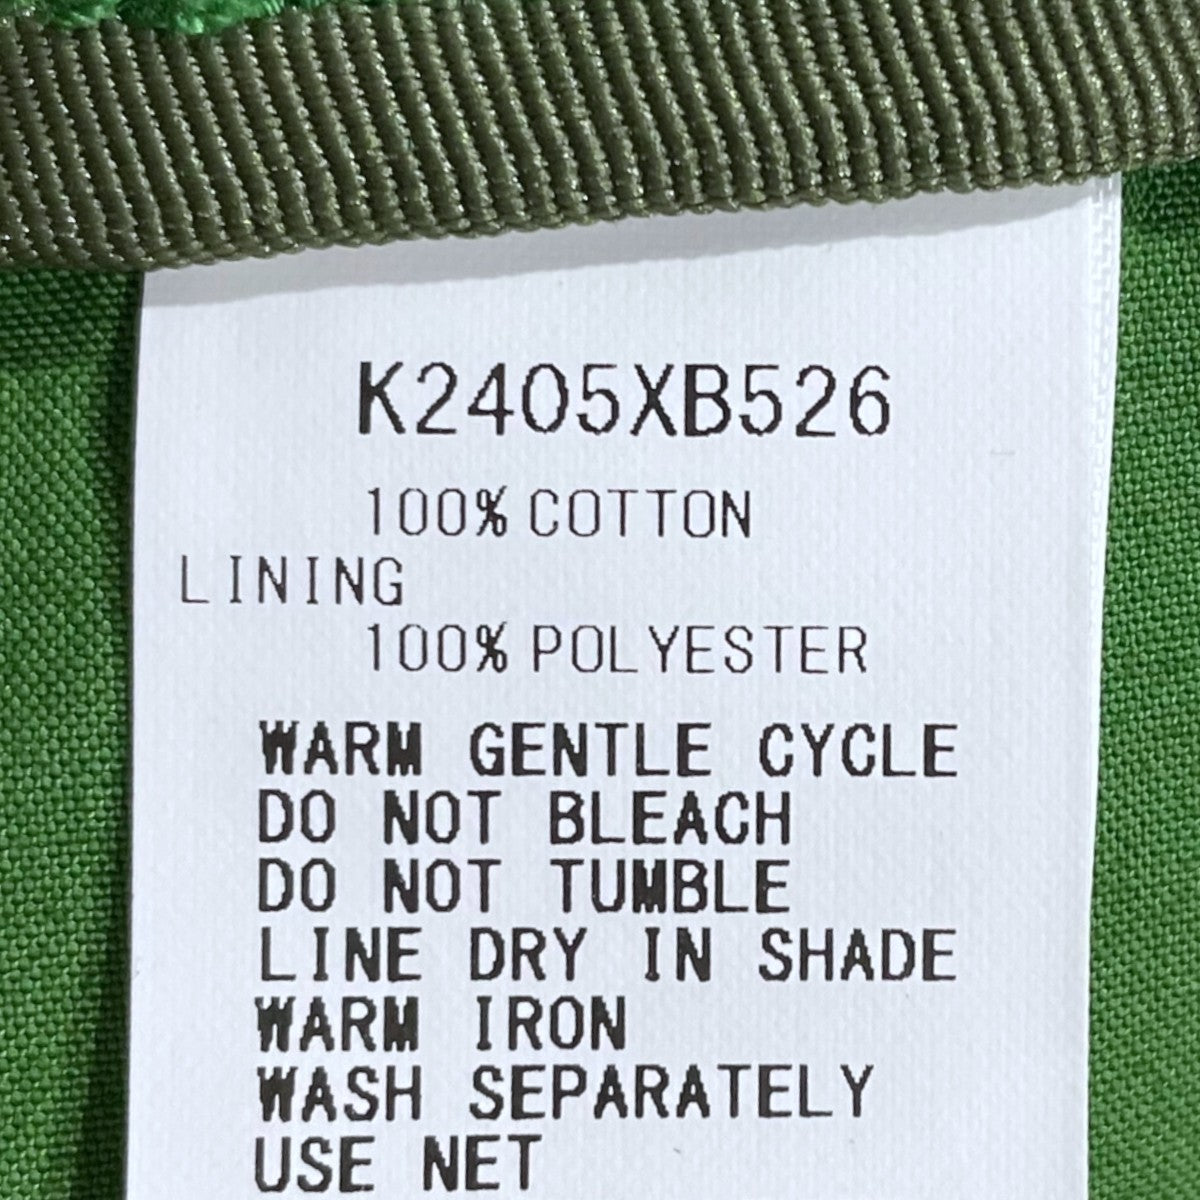 K2405XB526
100% COTTON
LINING
100% POLYESTER
WARM GENTLE CYCLE
DO NOT BLEACH
DO NOT TUMBLE
LINE DRY IN SHADE
WARM IRON
WASH SEPARATELY
USE NET